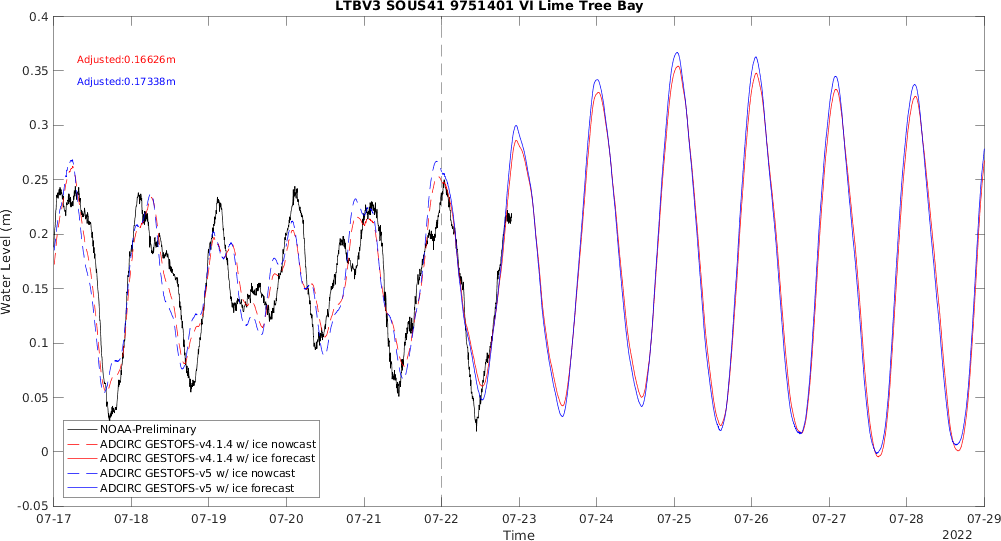 LTBV3 SOUS41 9751401 VI Lime Tree Bay
Water Level (m)
0.4
0.35
0.3
0.25
0.2
0.15
0.1
0.05
0
-0.05
Adjusted:0.16626m
Adjusted:0.17338m
NOAA-Preliminary
ADCIRC GESTOFS-v4.1.4 w/ ice nowcast
ADCIRC GESTOFS-v4.1.4 w/ ice forecast
ADCIRC GESTOFS-v5 w/ ice nowcast
ADCIRC GESTOFS-v5 w/ ice forecast
07-17 07-18 07-19 07-20 07-21 07-22 07-23 07-24 07-25 07-26 07-27 07-28 07-29
Time
2022